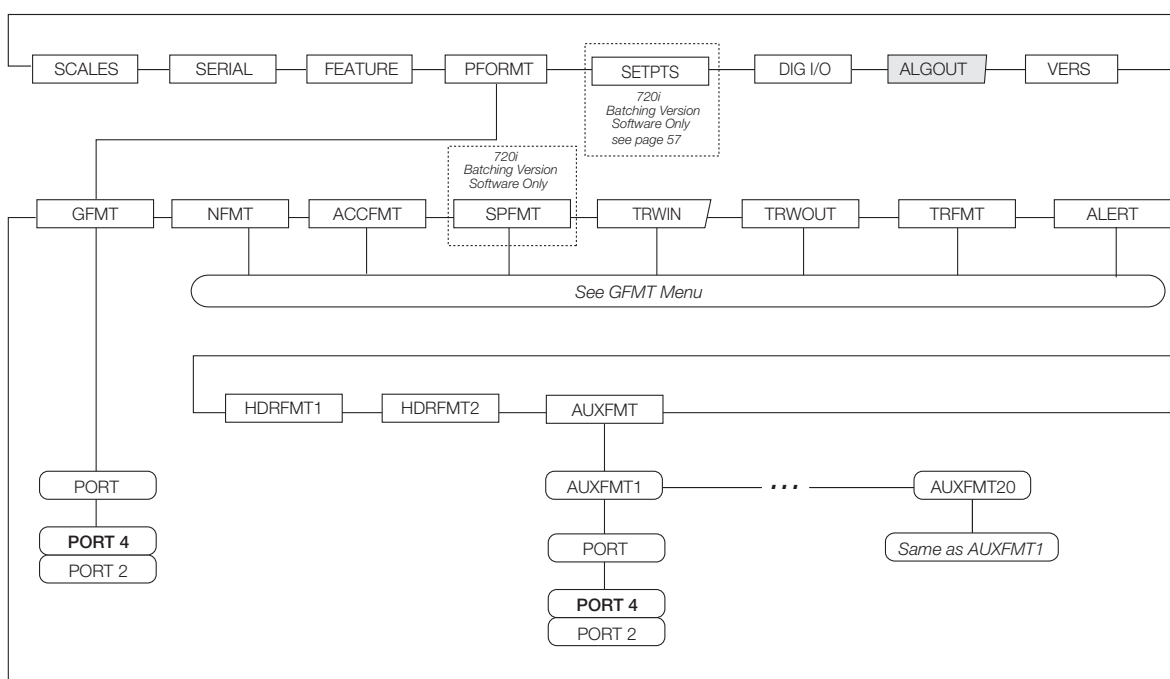 SCALES
SERIAL
FEATURE
PFORMT
SETPTS
DIG I/O
ALGOUT
VERS
720i
Batching Version
Software Only
see page 57
720i
Batching Version
Software Only
GFMT
NFMT
ACCFMT
SPFMT
TRWIN
TRWOUT
TRFMT
ALERT
See GFMT Menu
HDRFMT1
HDRFMT2
AUXFMT
PORT
AUXFMT1
...
AUXFMT20
PORT 4
PORT 2
PORT
Same as AUXFMT1
PORT 4
PORT 2